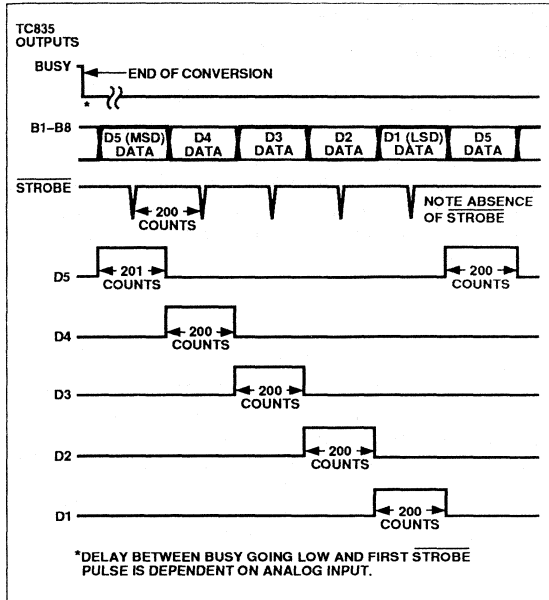 TC835
OUTPUTS
BUSY
END OF CONVERSION
*
B1–B8
D5 (MSD)
DATA
D4
DATA
D3
DATA
D2
DATA
D1 (LSD)
DATA
D5
DATA
STROBE
200
COUNTS
NOTE ABSENCE
OF STROBE
D5
201
COUNTS
200
COUNTS
D4
200
COUNTS
D3
200
COUNTS
D2
200
COUNTS
D1
200
COUNTS
*DELAY BETWEEN BUSY GOING LOW AND FIRST STROBE
PULSE IS DEPENDENT ON ANALOG INPUT.